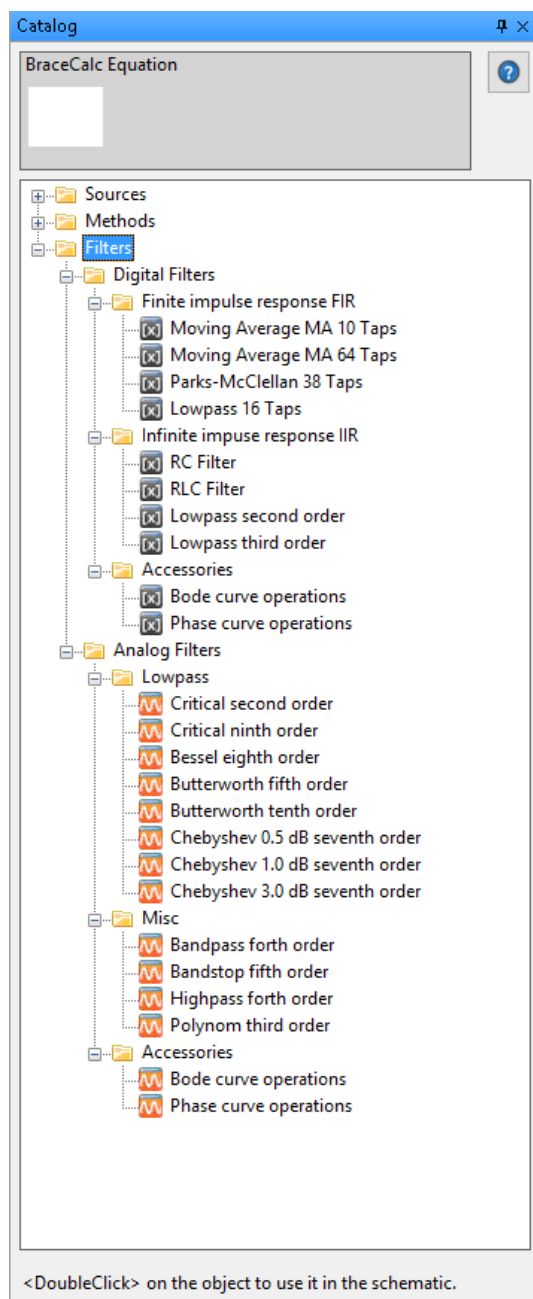 Catalog
BraceCalc Equation
Sources
Methods
Filters
Digital Filters
Finite impulse response FIR
Moving Average MA 10 Taps
Moving Average MA 64 Taps
Parks-McClellan 38 Taps
Lowpass 16 Taps
Infinite impuse response IIR
RC Filter
RLC Filter
Lowpass second order
Lowpass third order
Accessories
Bode curve operations
Phase curve operations
Analog Filters
Lowpass
Critical second order
Critical ninth order
Bessel eighth order
Butterworth fifth order
Butterworth tenth order
Chebyshev 0.5 dB seventh order
Chebyshev 1.0 dB seventh order
Chebyshev 3.0 dB seventh order
Misc
Bandpass forth order
Bandstop fifth order
Highpass forth order
Polynom third order
Accessories
Bode curve operations
Phase curve operations
<DoubleClick> on the object to use it in the schematic.